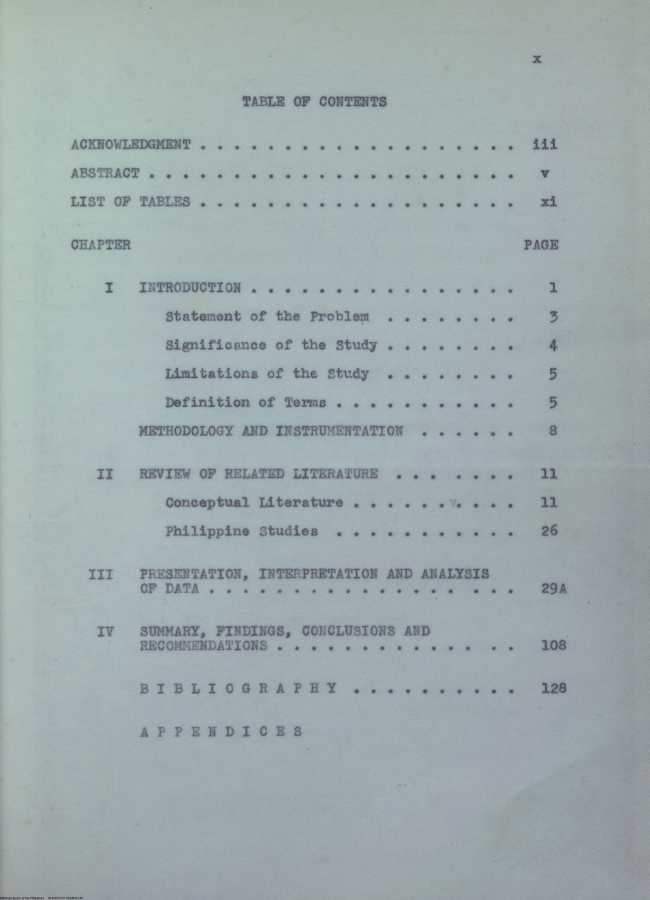 x
TABLE OF CONTENTS
ACKNOWLEDGMENT . . . . . . . . . . . . . . . . . . . iii
ABSTRACT . . . . . . . . . . . . . . . . . . . . . . v
LIST OF TABLES . . . . . . . . . . . . . . . . . . . xi
CHAPTER PAGE
I INTRODUCTION . . . . . . . . . . . . . . . . 1
Statement of the Problem . . . . . . . . 3
Significance of the Study . . . . . . . . 4
Limitations of the Study . . . . . . . . 5
Definition of Terms . . . . . . . . . . . 5
METHODOLOGY AND INSTRUMENTATION . . . . . . 8
II REVIEW OF RELATED LITERATURE . . . . . . . 11
Conceptual Literature . . . . . . . . . . 11
Philippine Studies . . . . . . . . . . . 26
III PRESENTATION, INTERPRETATION AND ANALYSIS
OF DATA . . . . . . . . . . . . . . . . . . 29A
IV SUMMARY, FINDINGS, CONCLUSIONS AND
RECOMMENDATIONS . . . . . . . . . . . . . . 108
B I B L I O G R A P H Y . . . . . . . . . . 128
A P P E N D I C E S